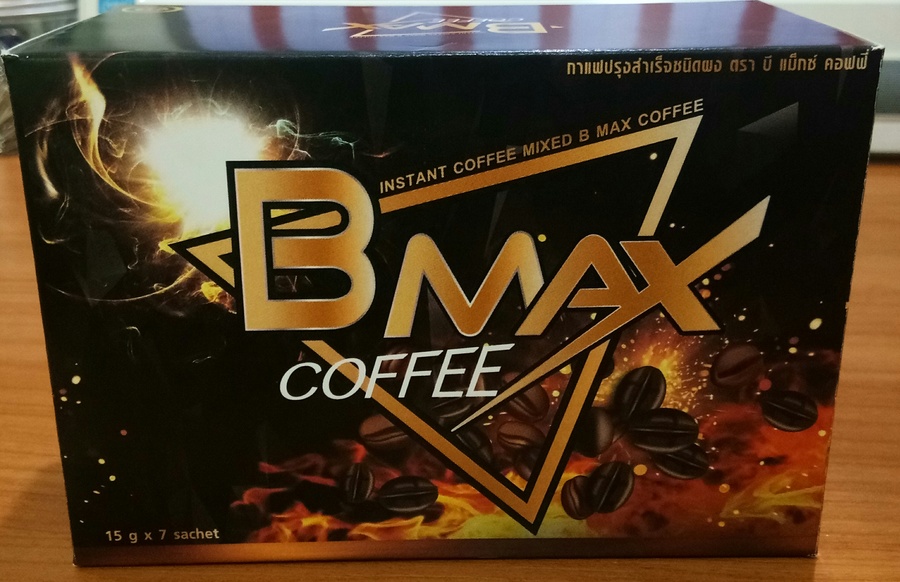 BMAX
COFFEE
กาแฟปรุงสำเร็จชนิดผง ตรา บี แม็กซ์ คอฟฟี่
INSTANT COFFEE MIXED B MAX COFFEE
BMAX
COFFEE
15 g x 7 sachet